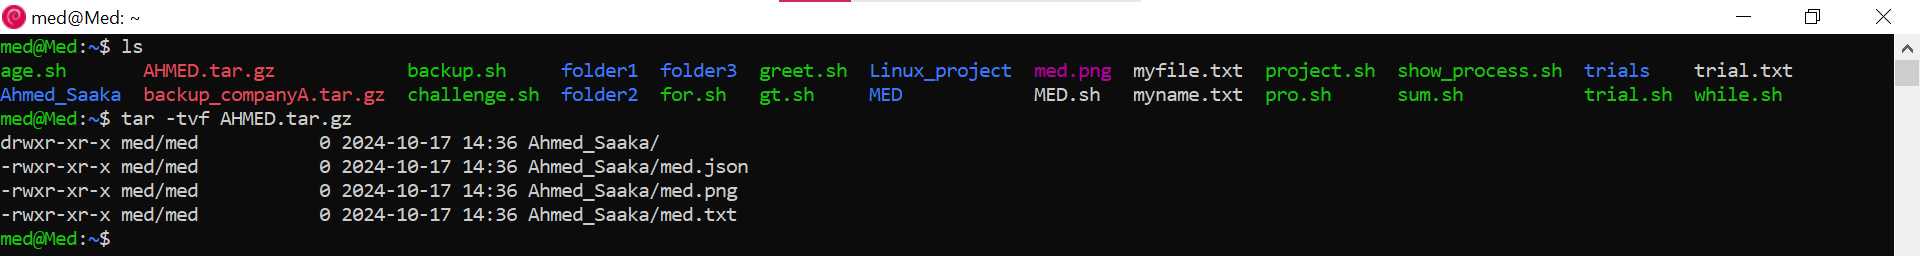 med@Med: ~
med@Med:~$ ls
age.sh AHMED.tar.gz backup.sh folder1 folder3 greet.sh Linux_project med.png myfile.txt project.sh show_process.sh trials trial.txt
Ahmed_Saaka backup_companyA.tar.gz challenge.sh folder2 for.sh gt.sh MED MED.sh myname.txt pro.sh sum.sh trial.sh while.sh
med@Med:~$ tar -tvf AHMED.tar.gz
drwxr-xr-x med/med 0 2024-10-17 14:36 Ahmed_Saaka/
-rwxr-xr-x med/med 0 2024-10-17 14:36 Ahmed_Saaka/med.json
-rwxr-xr-x med/med 0 2024-10-17 14:36 Ahmed_Saaka/med.png
-rwxr-xr-x med/med 0 2024-10-17 14:36 Ahmed_Saaka/med.txt
med@Med:~$